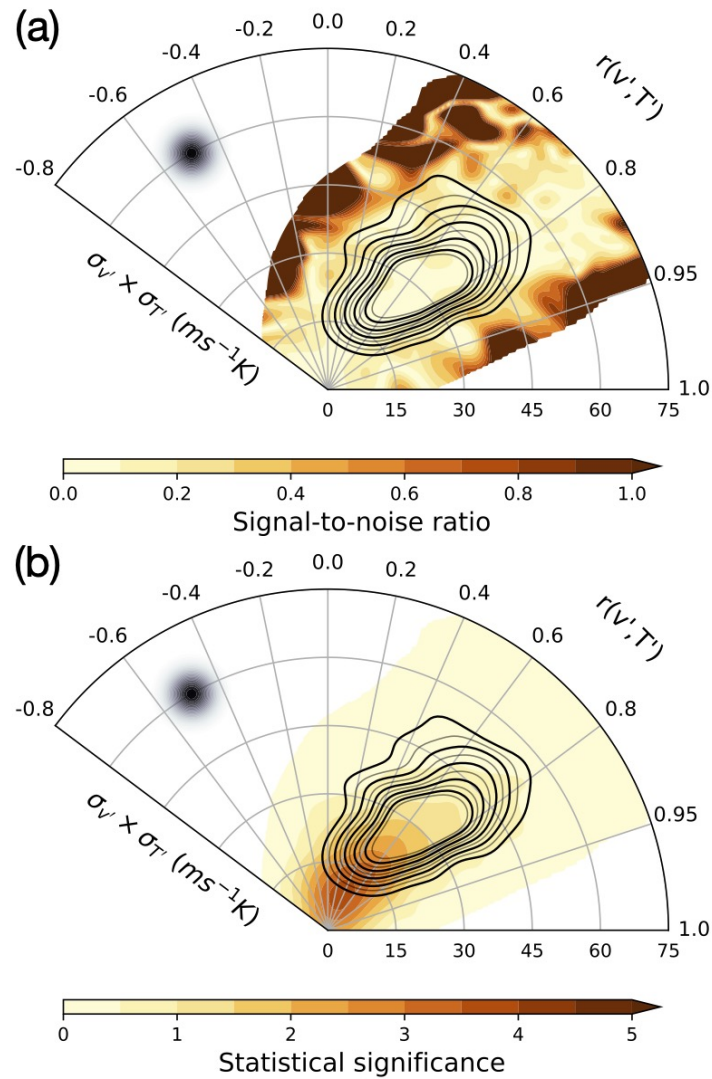 (a)
-0.8
-0.6
-0.4
-0.2
0.0
0.2
0.4
0.6
0.8
0.95
1.0
r(v',T')
σv' × σT' (ms⁻¹K)
0 15 30 45 60 75
0.0 0.2 0.4 0.6 0.8 1.0
Signal-to-noise ratio
(b)
-0.8
-0.6
-0.4
-0.2
0.0
0.2
0.4
0.6
0.8
0.95
1.0
r(v',T')
σv' × σT' (ms⁻¹K)
0 15 30 45 60 75
0 1 2 3 4 5
Statistical significance